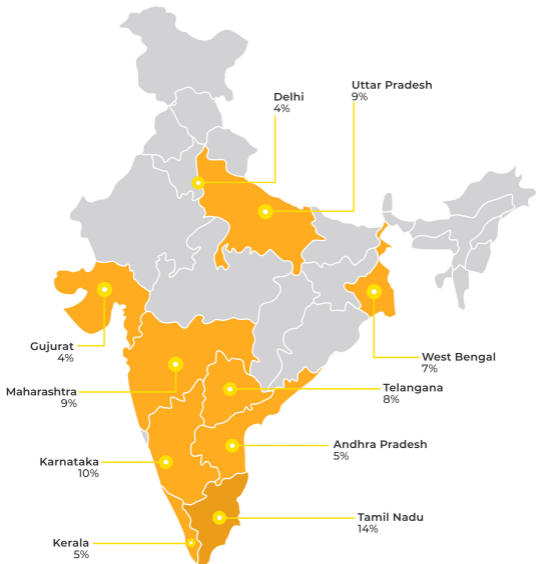 Uttar Pradesh
9%
Delhi
4%
Gujurat
4%
West Bengal
7%
Maharashtra
9%
Telangana
8%
Andhra Pradesh
5%
Karnataka
10%
Tamil Nadu
14%
Kerala
5%